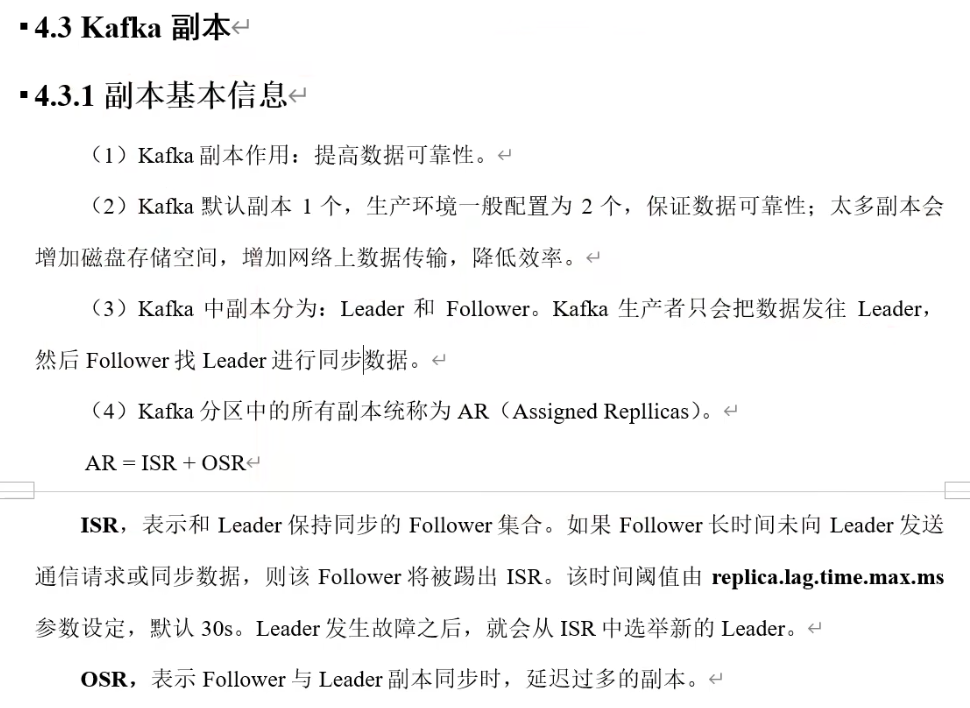 4.3 Kafka 副本
4.3.1 副本基本信息
（1）Kafka 副本作用：提高数据可靠性。
（2）Kafka 默认副本 1 个，生产环境一般配置为 2 个，保证数据可靠性；太多副本会
增加磁盘存储空间，增加网络上数据传输，降低效率。
（3）Kafka 中副本分为：Leader 和 Follower。Kafka 生产者只会把数据发往 Leader，
然后 Follower 找 Leader 进行同步数据。
（4）Kafka 分区中的所有副本统称为 AR（Assigned Repllicas）。
AR = ISR + OSR
ISR，表示和 Leader 保持同步的 Follower 集合。如果 Follower 长时间未向 Leader 发送
通信请求或同步数据，则该 Follower 将被踢出 ISR。该时间阈值由 replica.lag.time.max.ms
参数设定，默认 30s。Leader 发生故障之后，就会从 ISR 中选举新的 Leader。
OSR，表示 Follower 与 Leader 副本同步时，延迟过多的副本。